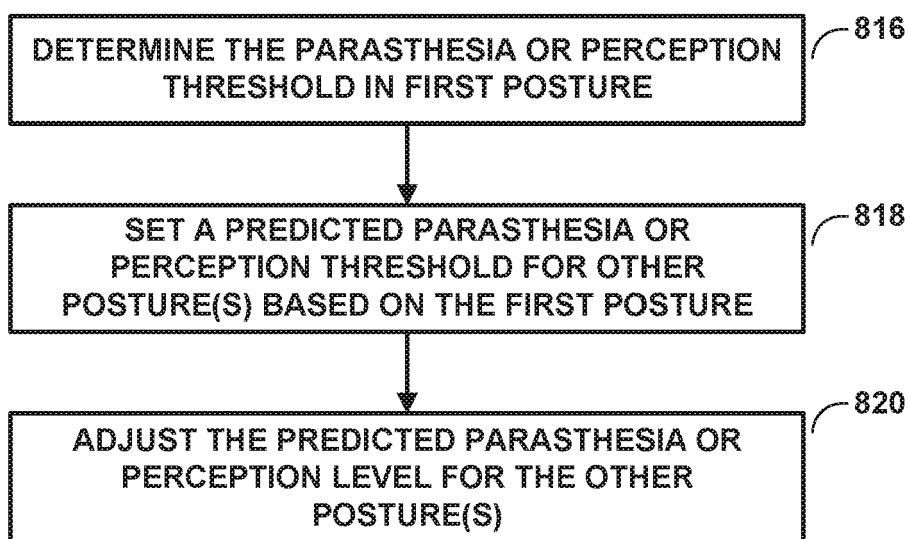 DETERMINE THE PARASTHESIA OR PERCEPTION
THRESHOLD IN FIRST POSTURE
816
SET A PREDICTED PARASTHESIA OR
PERCEPTION THRESHOLD FOR OTHER
POSTURE(S) BASED ON THE FIRST POSTURE
818
ADJUST THE PREDICTED PARASTHESIA OR
PERCEPTION LEVEL FOR THE OTHER
POSTURE(S)
820